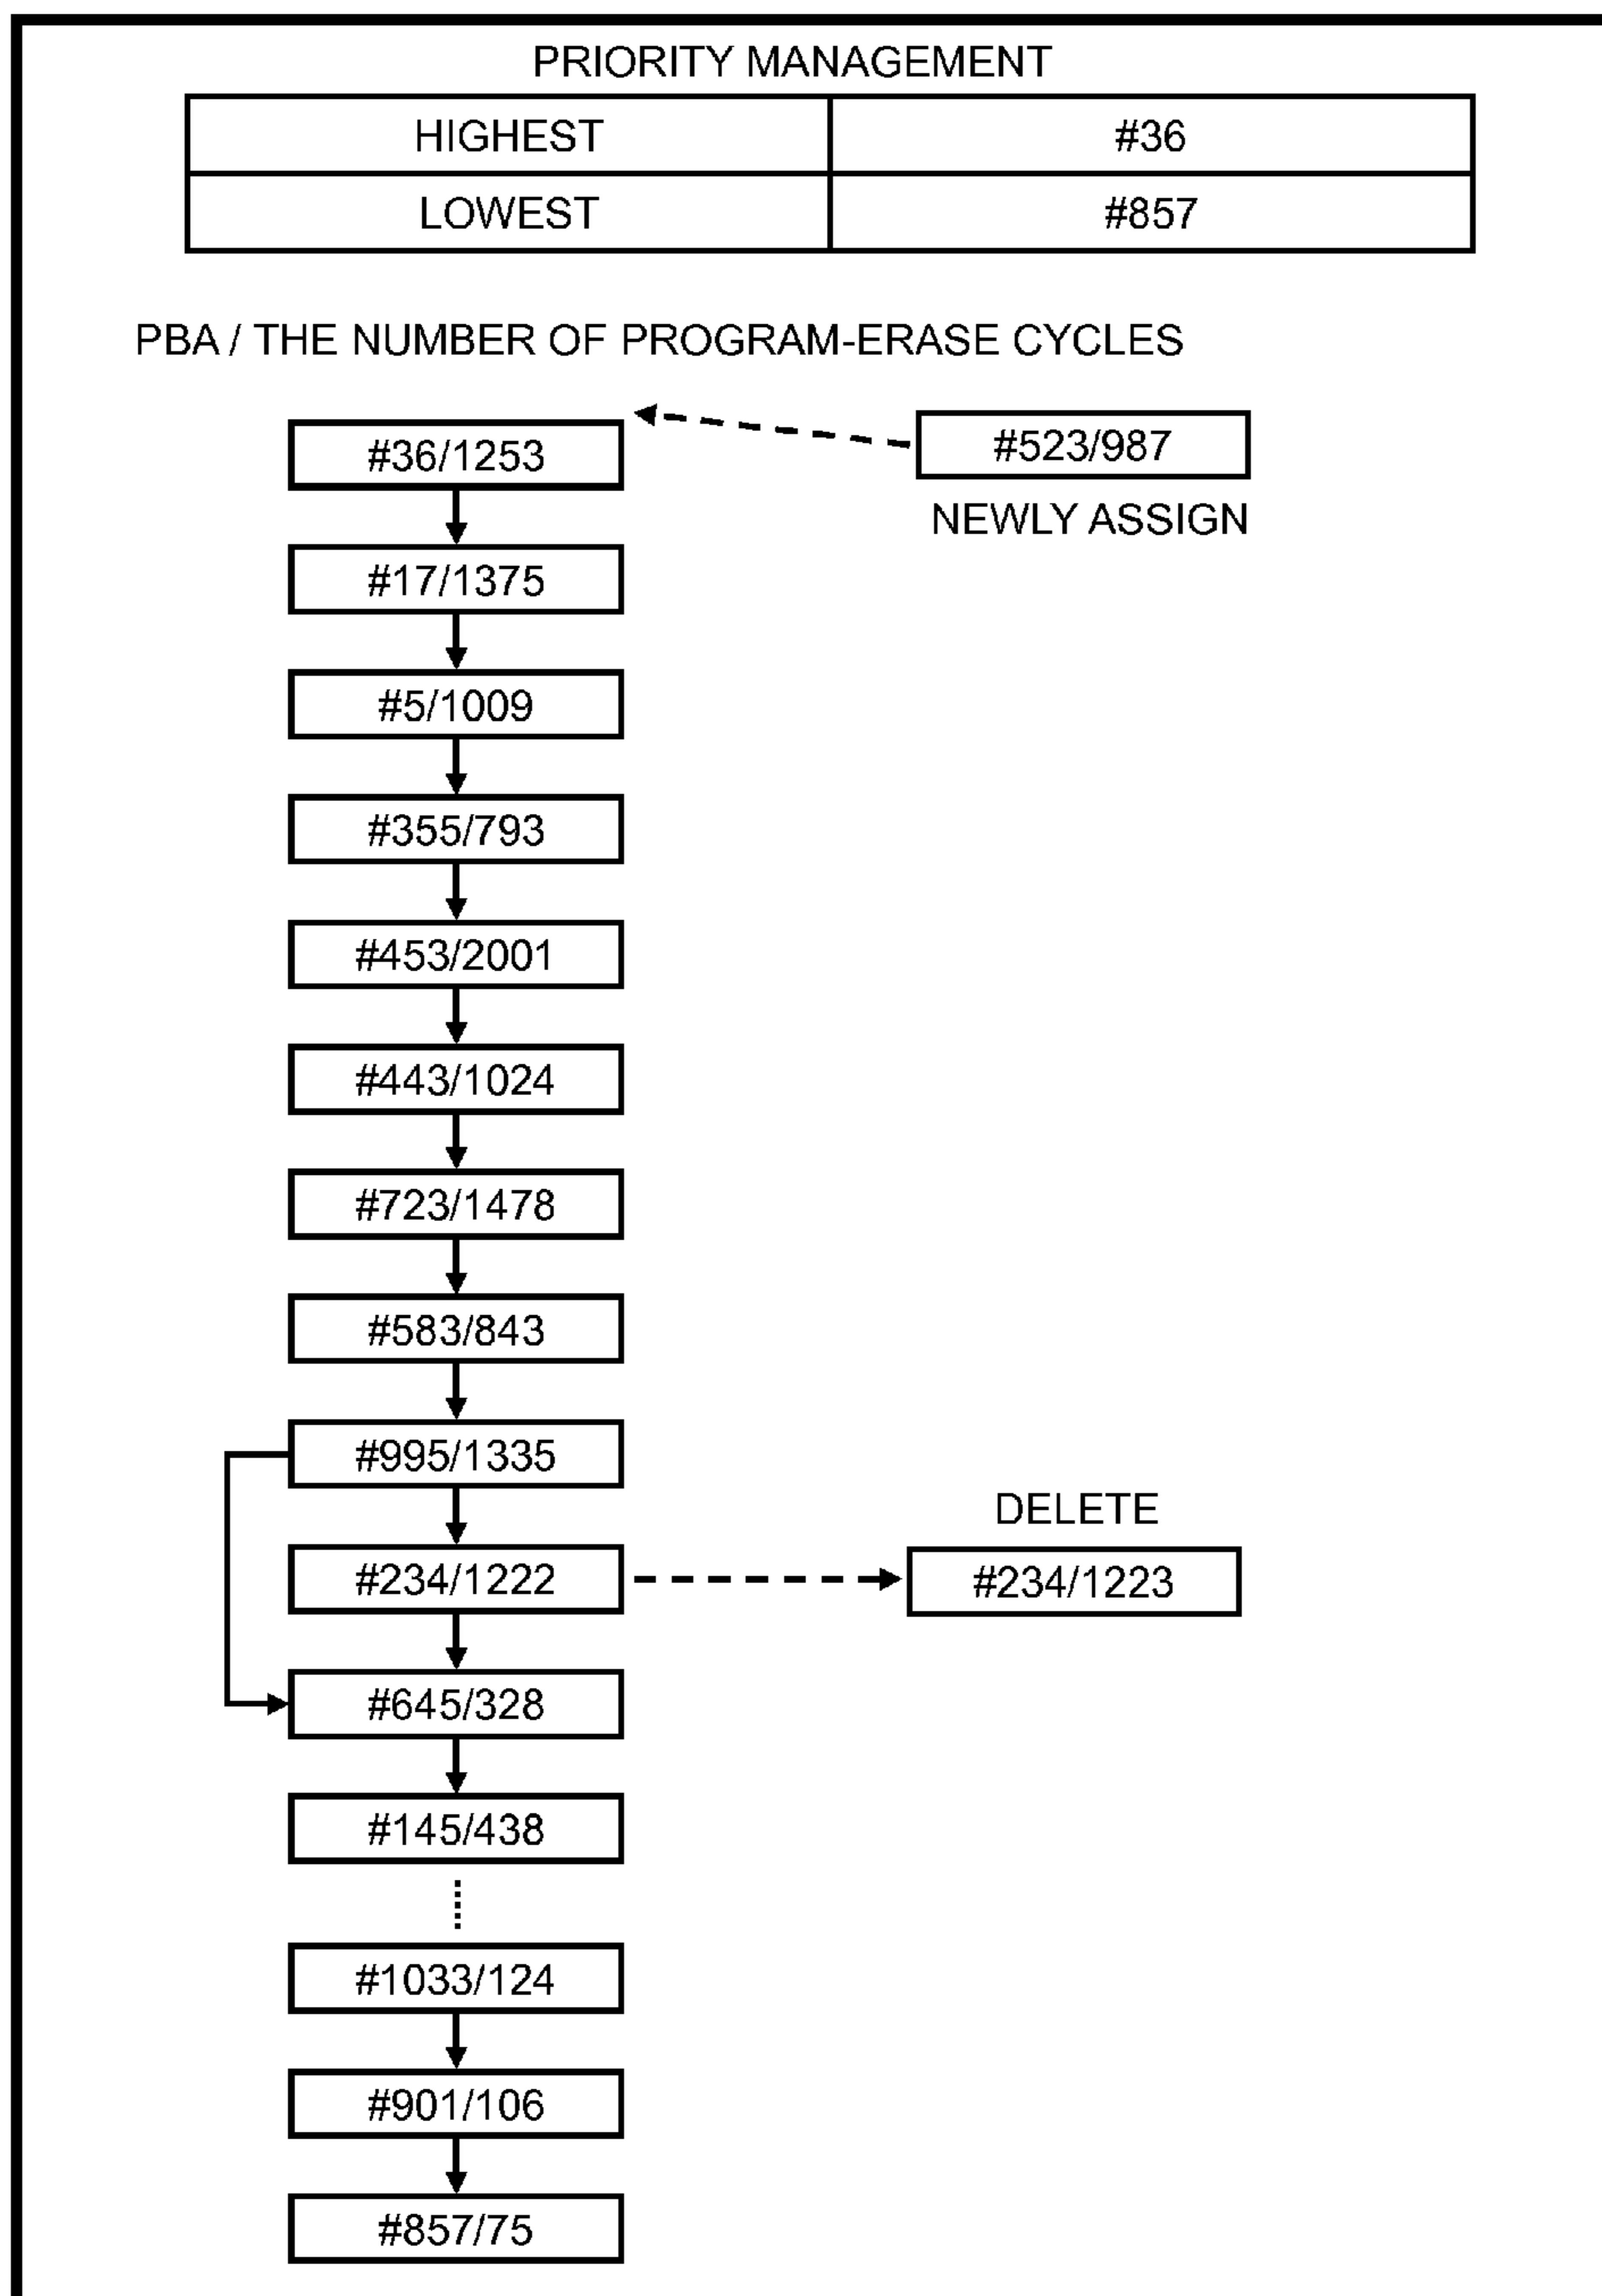 PRIORITY MANAGEMENT
HIGHEST #36
LOWEST #857
PBA / THE NUMBER OF PROGRAM-ERASE CYCLES
#36/1253
#523/987
NEWLY ASSIGN
#17/1375
#5/1009
#355/793
#453/2001
#443/1024
#723/1478
#583/843
#995/1335
DELETE
#234/1222
#234/1223
#645/328
#145/438
#1033/124
#901/106
#857/75